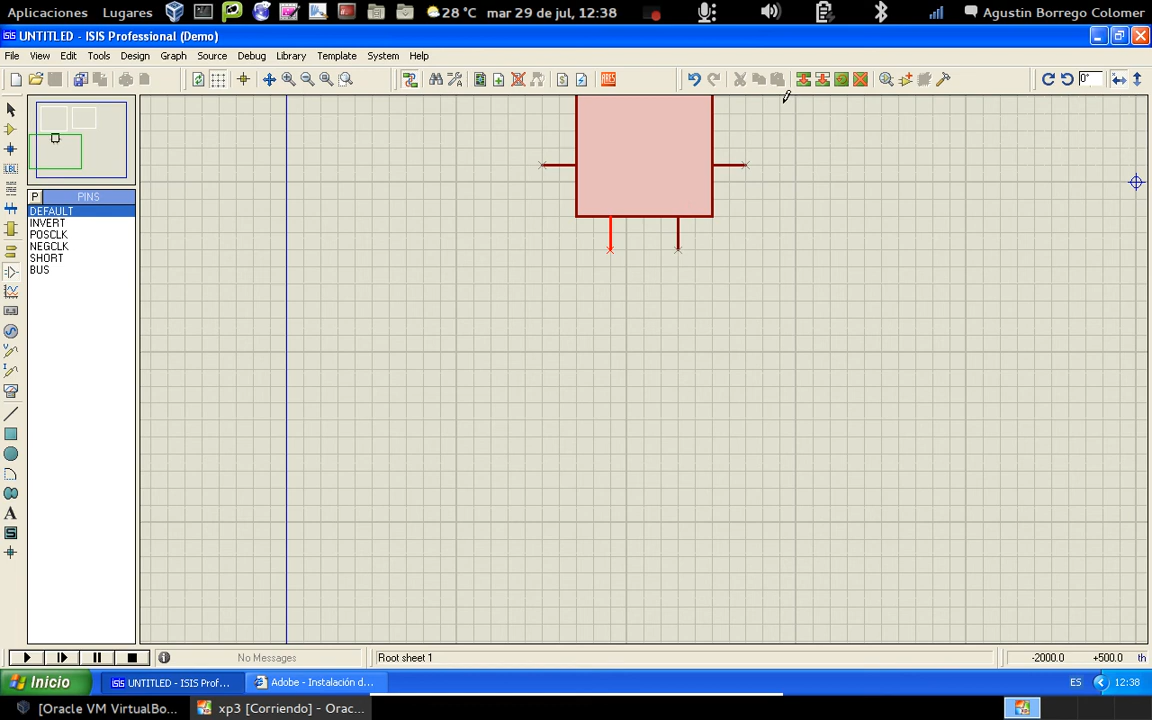 Aplicaciones Lugares 28 °C mar 29 de jul, 12:38 Agustin Borrego Colomer
UNTITLED - ISIS Professional (Demo)
File View Edit Tools Design Graph Source Debug Library Template System Help
ARES 0°
LBL
P PINS
DEFAULT
INVERT
POSCLK
NEGCLK
SHORT
BUS
V
I
A
S
No Messages Root sheet 1 -2000.0 +500.0 th
Inicio UNTITLED - ISIS Prof... Adobe - Instalación d... ES 12:38
[Oracle VM VirtualBo... xp3 [Corriendo] - Orac...